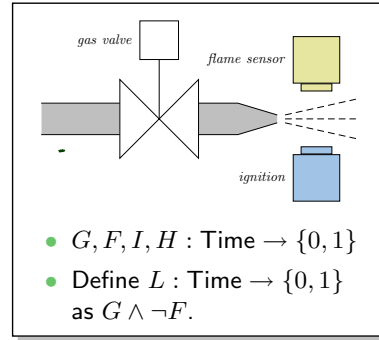 gas valve
flame sensor
ignition
• G, F, I, H : Time → {0, 1}
• Define L : Time → {0, 1}
as G ∧ ¬F.